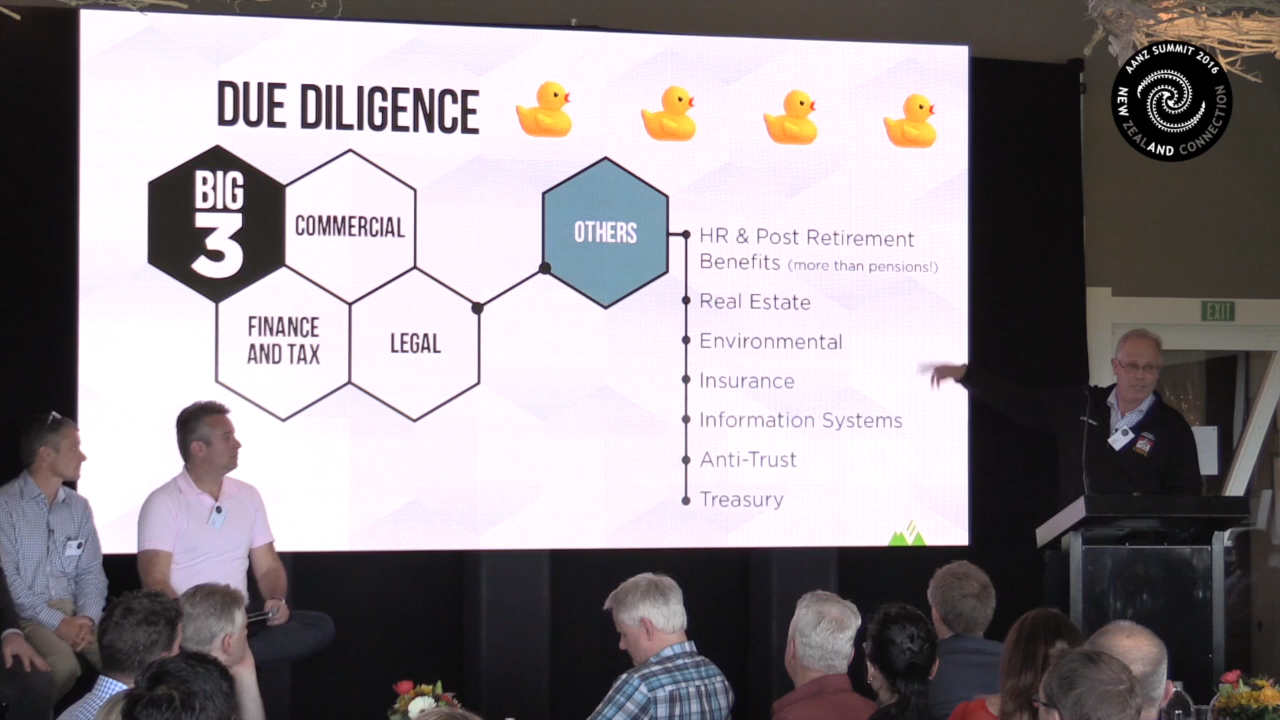 DUE DILIGENCE
BIG
3
COMMERCIAL
FINANCE
AND TAX
LEGAL
OTHERS
HR & Post Retirement
Benefits (more than pensions!)
Real Estate
Environmental
Insurance
Information Systems
Anti-Trust
Treasury
AANZ SUMMIT 2016
NEW ZEALAND CONNECTION
EXIT